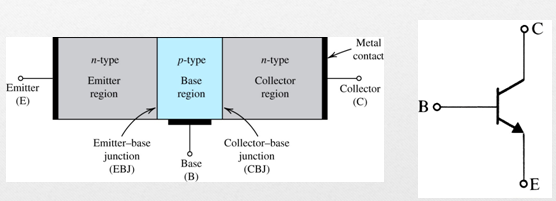 n-type
Emitter
region
p-type
Base
region
n-type
Collector
region
Metal
contact
Emitter
(E)
Collector
(C)
Emitter–base
junction
(EBJ)
Base
(B)
Collector–base
junction
(CBJ)
C
B
E